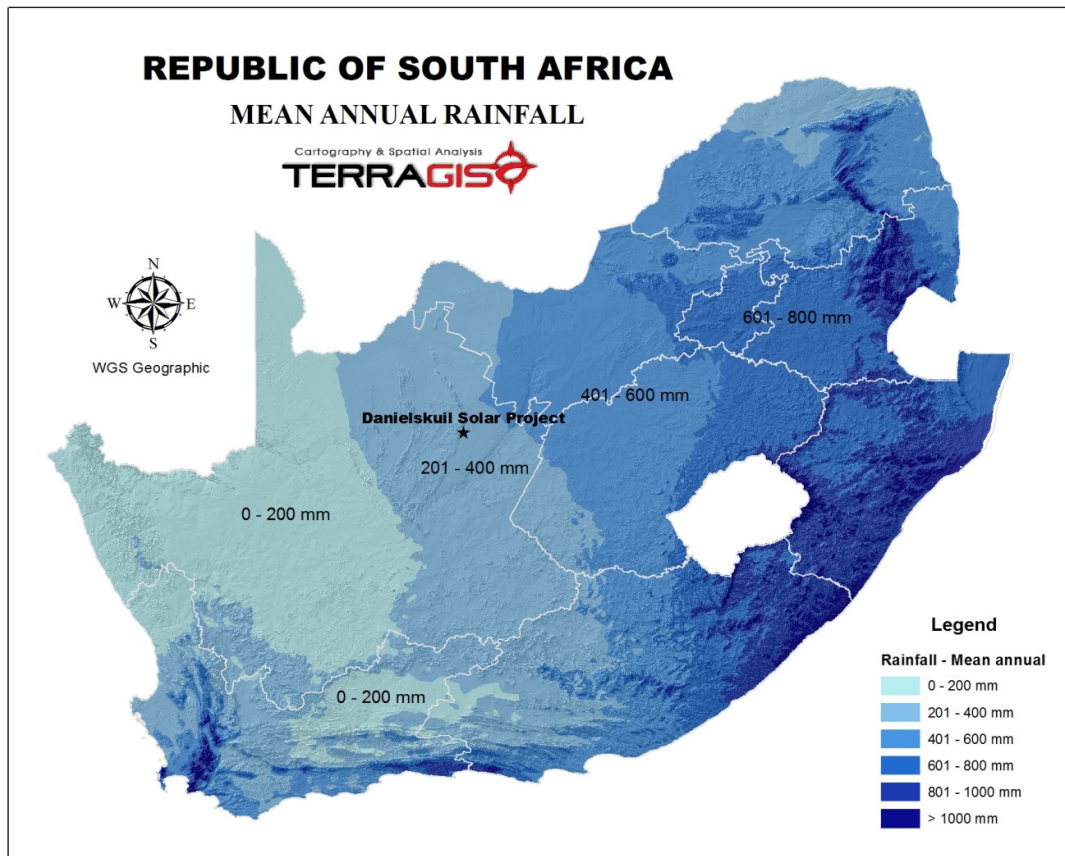 REPUBLIC OF SOUTH AFRICA
MEAN ANNUAL RAINFALL
Cartography & Spatial Analysis
TERRAGIS
N
W E
S
WGS Geographic
601 - 800 mm
401 - 600 mm
Danielskuil Solar Project
201 - 400 mm
0 - 200 mm
0 - 200 mm
Legend
Rainfall - Mean annual
0 - 200 mm
201 - 400 mm
401 - 600 mm
601 - 800 mm
801 - 1000 mm
> 1000 mm